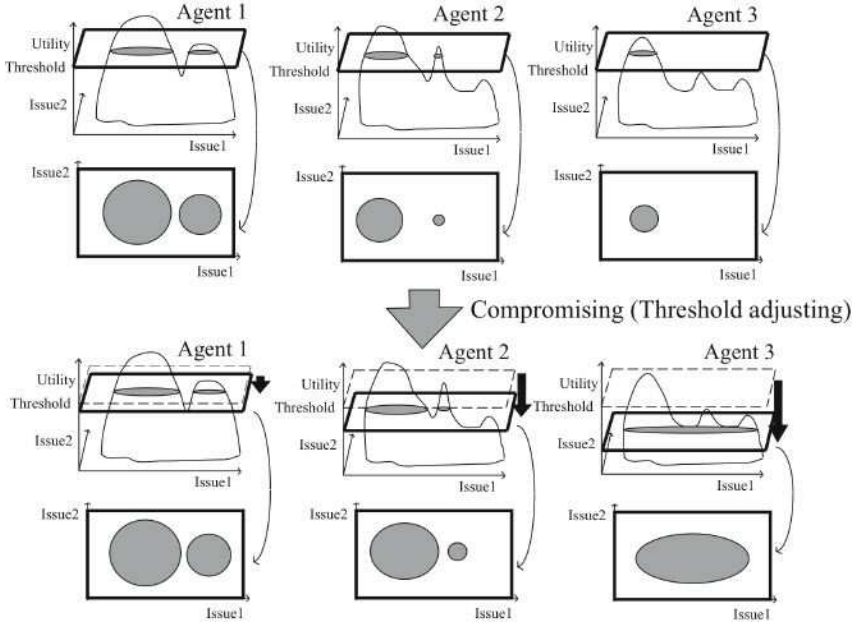 Agent 1
Utility
Threshold
Issue2
Issue1
Issue2
Issue1
Agent 2
Utility
Threshold
Issue2
Issue1
Issue2
Issue1
Agent 3
Utility
Threshold
Issue2
Issue1
Issue2
Issue1
Compromising (Threshold adjusting)
Agent 1
Utility
Threshold
Issue2
Issue1
Issue2
Issue1
Agent 2
Utility
Threshold
Issue2
Issue1
Issue2
Issue1
Agent 3
Utility
Threshold
Issue2
Issue1
Issue2
Issue1